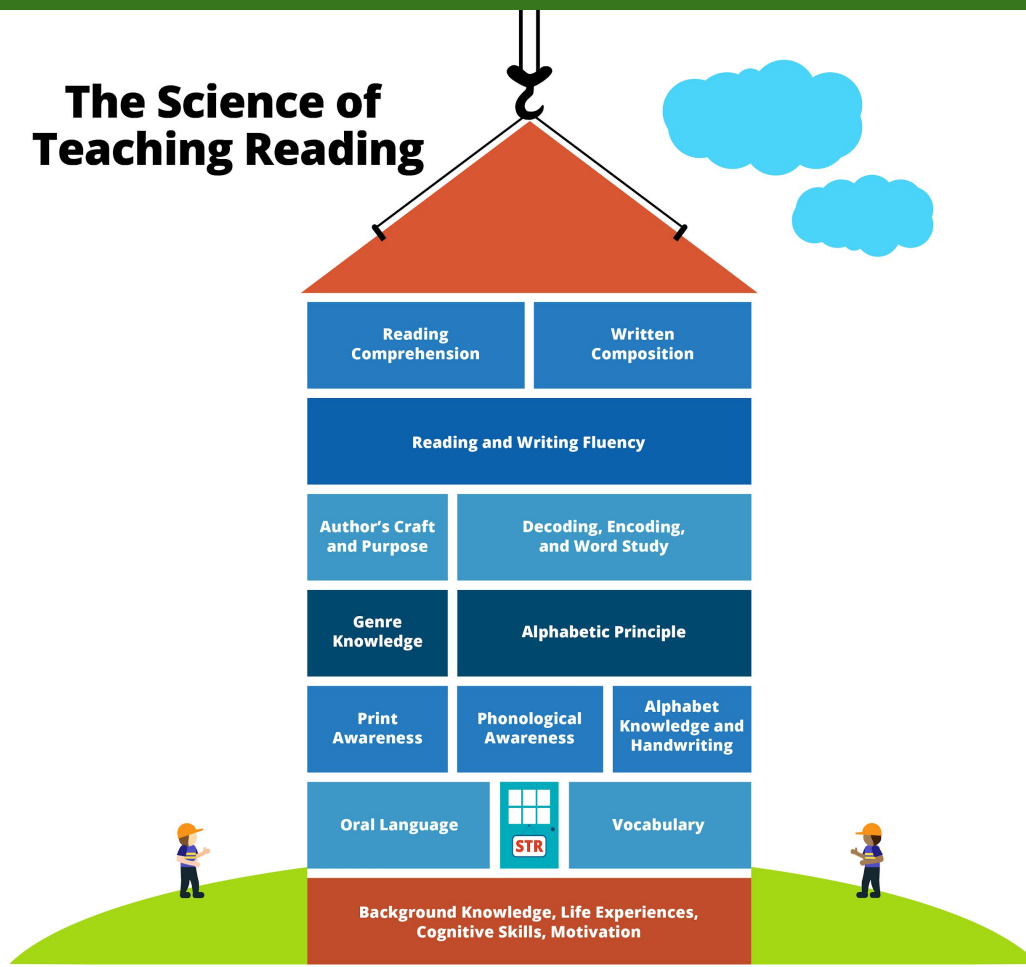 The Science of
Teaching Reading
Reading
Comprehension
Written
Composition
Reading and Writing Fluency
Author’s Craft
and Purpose
Decoding, Encoding,
and Word Study
Genre
Knowledge
Alphabetic Principle
Print
Awareness
Phonological
Awareness
Alphabet
Knowledge and
Handwriting
Oral Language
STR
Vocabulary
Background Knowledge, Life Experiences,
Cognitive Skills, Motivation